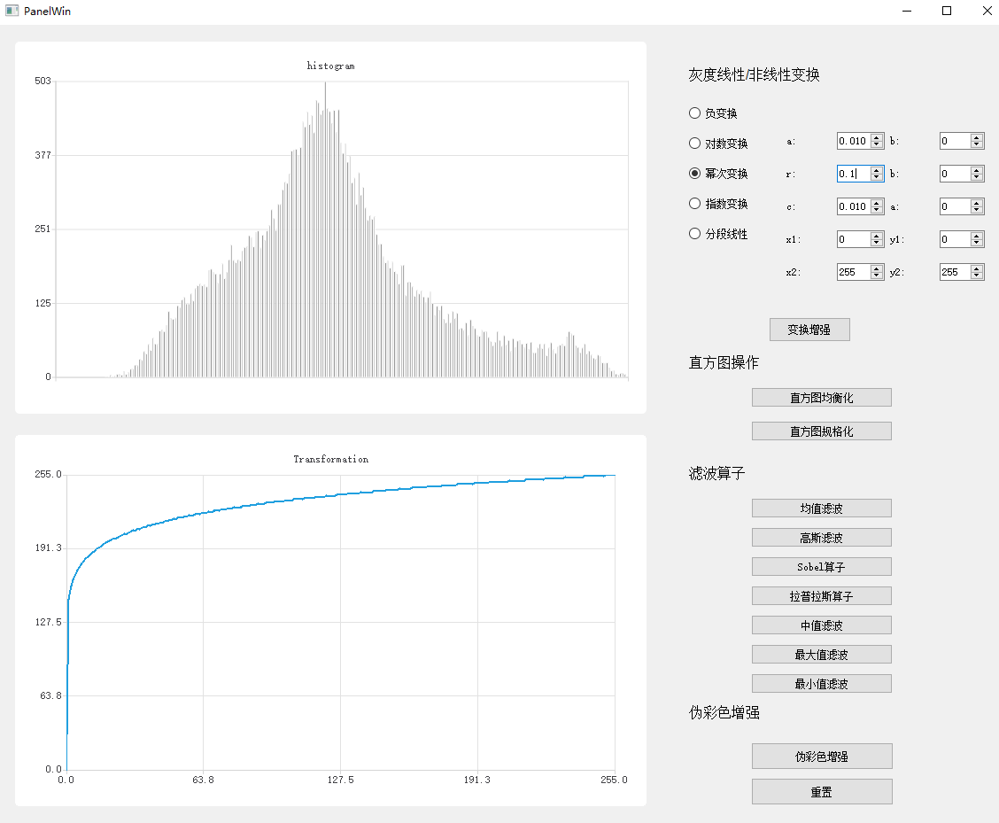 PanelWin
histogram
503
377
251
125
0
Transformation
255.0
191.3
127.5
63.8
0.0
0.0 63.8 127.5 191.3 255.0
灰度线性/非线性变换
负变换
对数变换 a: 0.010 b: 0
幂次变换 r: 0.1 b: 0
指数变换 c: 0.010 a: 0
分段线性 x1: 0 y1: 0
x2: 255 y2: 255
变换增强
直方图操作
直方图均衡化
直方图规格化
滤波算子
均值滤波
高斯滤波
Sobel算子
拉普拉斯算子
中值滤波
最大值滤波
最小值滤波
伪彩色增强
伪彩色增强
重置